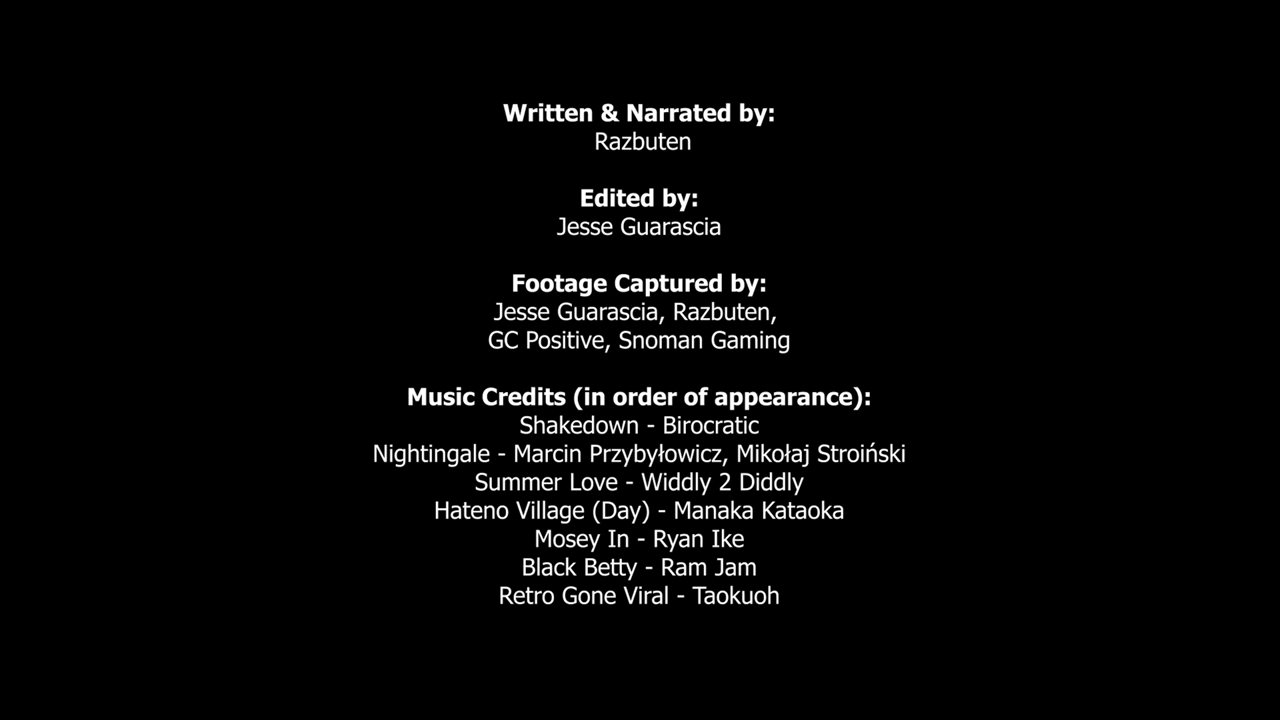 Written & Narrated by:
Razbuten
Edited by:
Jesse Guarascia
Footage Captured by:
Jesse Guarascia, Razbuten,
GC Positive, Snoman Gaming
Music Credits (in order of appearance):
Shakedown - Birocratic
Nightingale - Marcin Przybyłowicz, Mikołaj Stroiński
Summer Love - Widdly 2 Diddly
Hateno Village (Day) - Manaka Kataoka
Mosey In - Ryan Ike
Black Betty - Ram Jam
Retro Gone Viral - Taokuoh